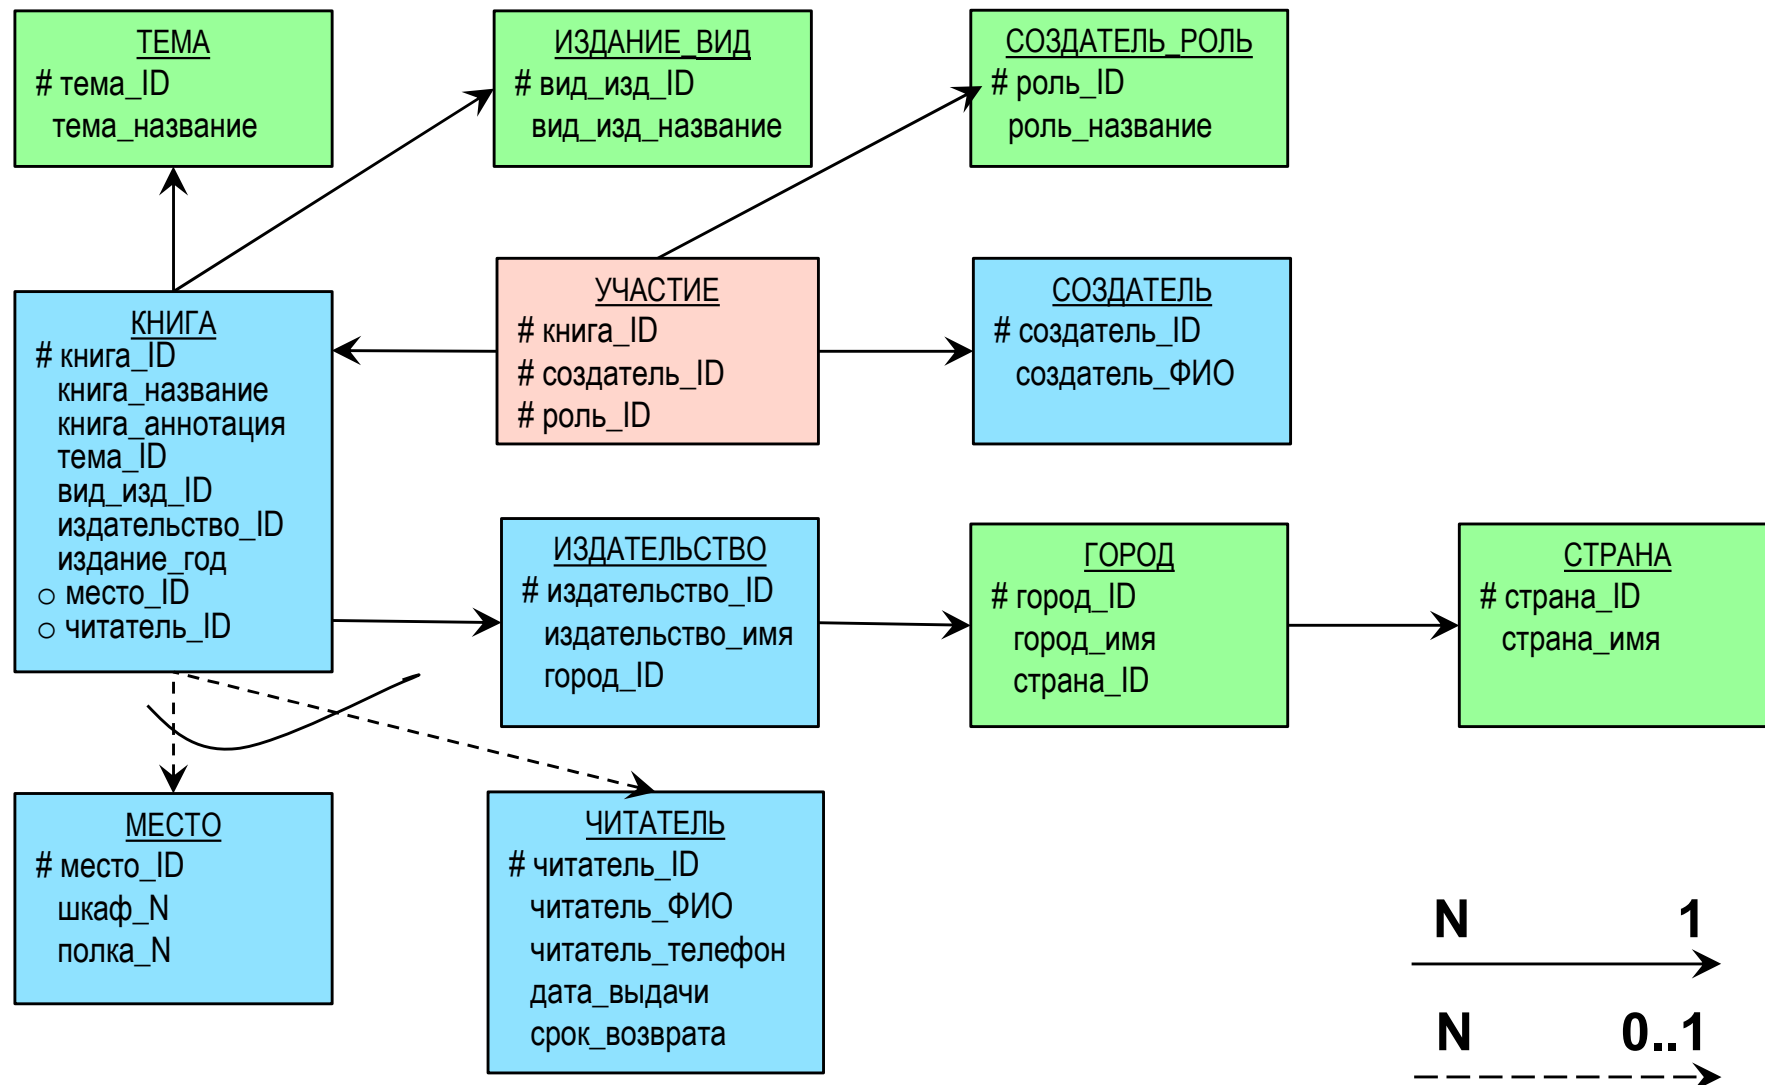 ТЕМА
# тема_ID
тема_название
ИЗДАНИЕ_ВИД
# вид_изд_ID
вид_изд_название
СОЗДАТЕЛЬ_РОЛЬ
# роль_ID
роль_название
КНИГА
# книга_ID
книга_название
книга_аннотация
тема_ID
вид_изд_ID
издательство_ID
издание_год
○ место_ID
○ читатель_ID
УЧАСТИЕ
# книга_ID
# создатель_ID
# роль_ID
СОЗДАТЕЛЬ
# создатель_ID
создатель_ФИО
ИЗДАТЕЛЬСТВО
# издательство_ID
издательство_имя
город_ID
ГОРОД
# город_ID
город_имя
страна_ID
СТРАНА
# страна_ID
страна_имя
МЕСТО
# место_ID
шкаф_N
полка_N
ЧИТАТЕЛЬ
# читатель_ID
читатель_ФИО
читатель_телефон
дата_выдачи
срок_возврата
N 1
N 0..1